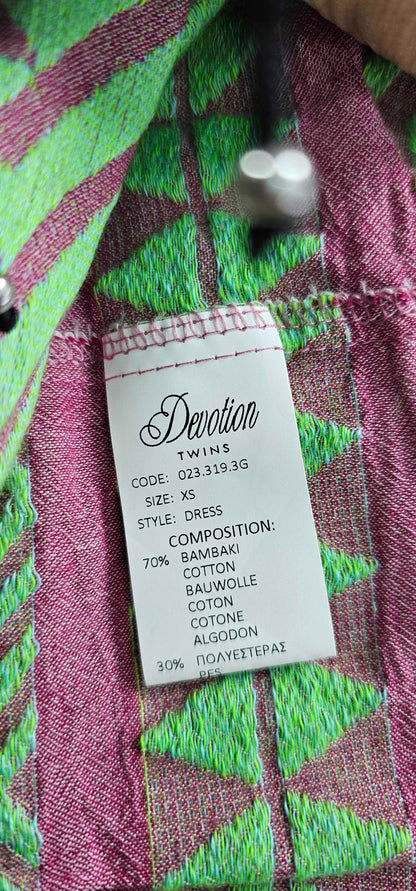 Devotion
TWINS
CODE: 023.319.3G
SIZE: XS
STYLE: DRESS
COMPOSITION:
70% BAMBAKI
COTTON
BAUWOLLE
COTON
COTONE
ALGODON
30% ΠΟΛΥΕΣΤΕΡΑΣ